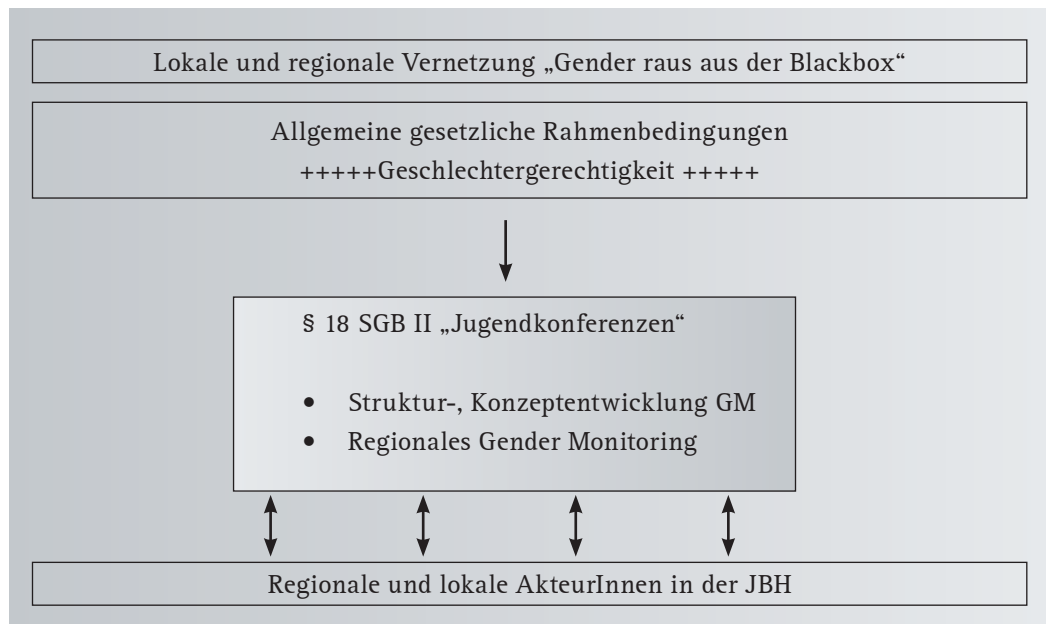 Lokale und regionale Vernetzung „Gender raus aus der Blackbox“
Allgemeine gesetzliche Rahmenbedingungen
+++++Geschlechtergerechtigkeit +++++
§ 18 SGB II „Jugendkonferenzen“
• Struktur-, Konzeptentwicklung GM
• Regionales Gender Monitoring
Regionale und lokale AkteurInnen in der JBH